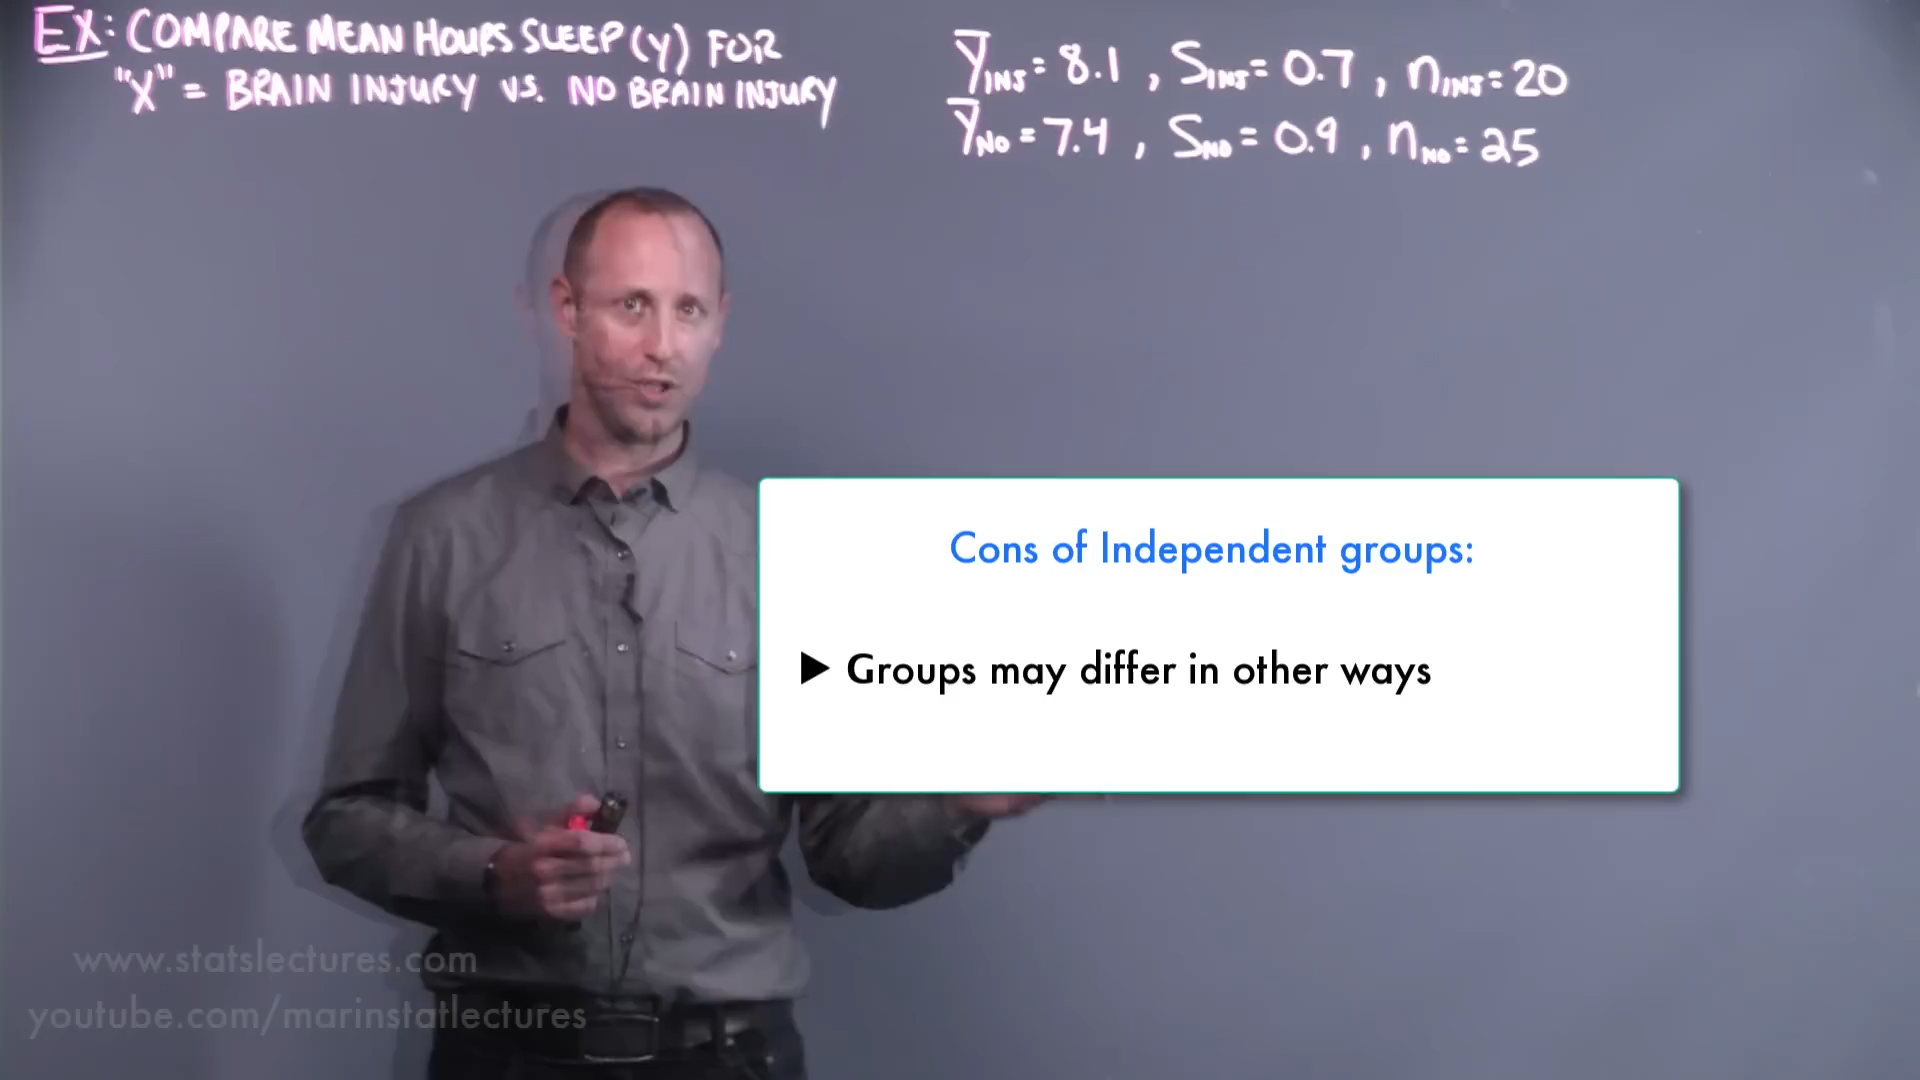 EX: COMPARE MEAN HOURS SLEEP (Y) FOR
"X" = BRAIN INJURY VS. NO BRAIN INJURY
Ȳ_INJ = 8.1 , S_INJ = 0.7 , n_INJ = 20
Ȳ_NO = 7.4 , S_NO = 0.9 , n_NO = 25
Cons of Independent groups:
► Groups may differ in other ways
www.statslectures.com
youtube.com/marinstatlectures